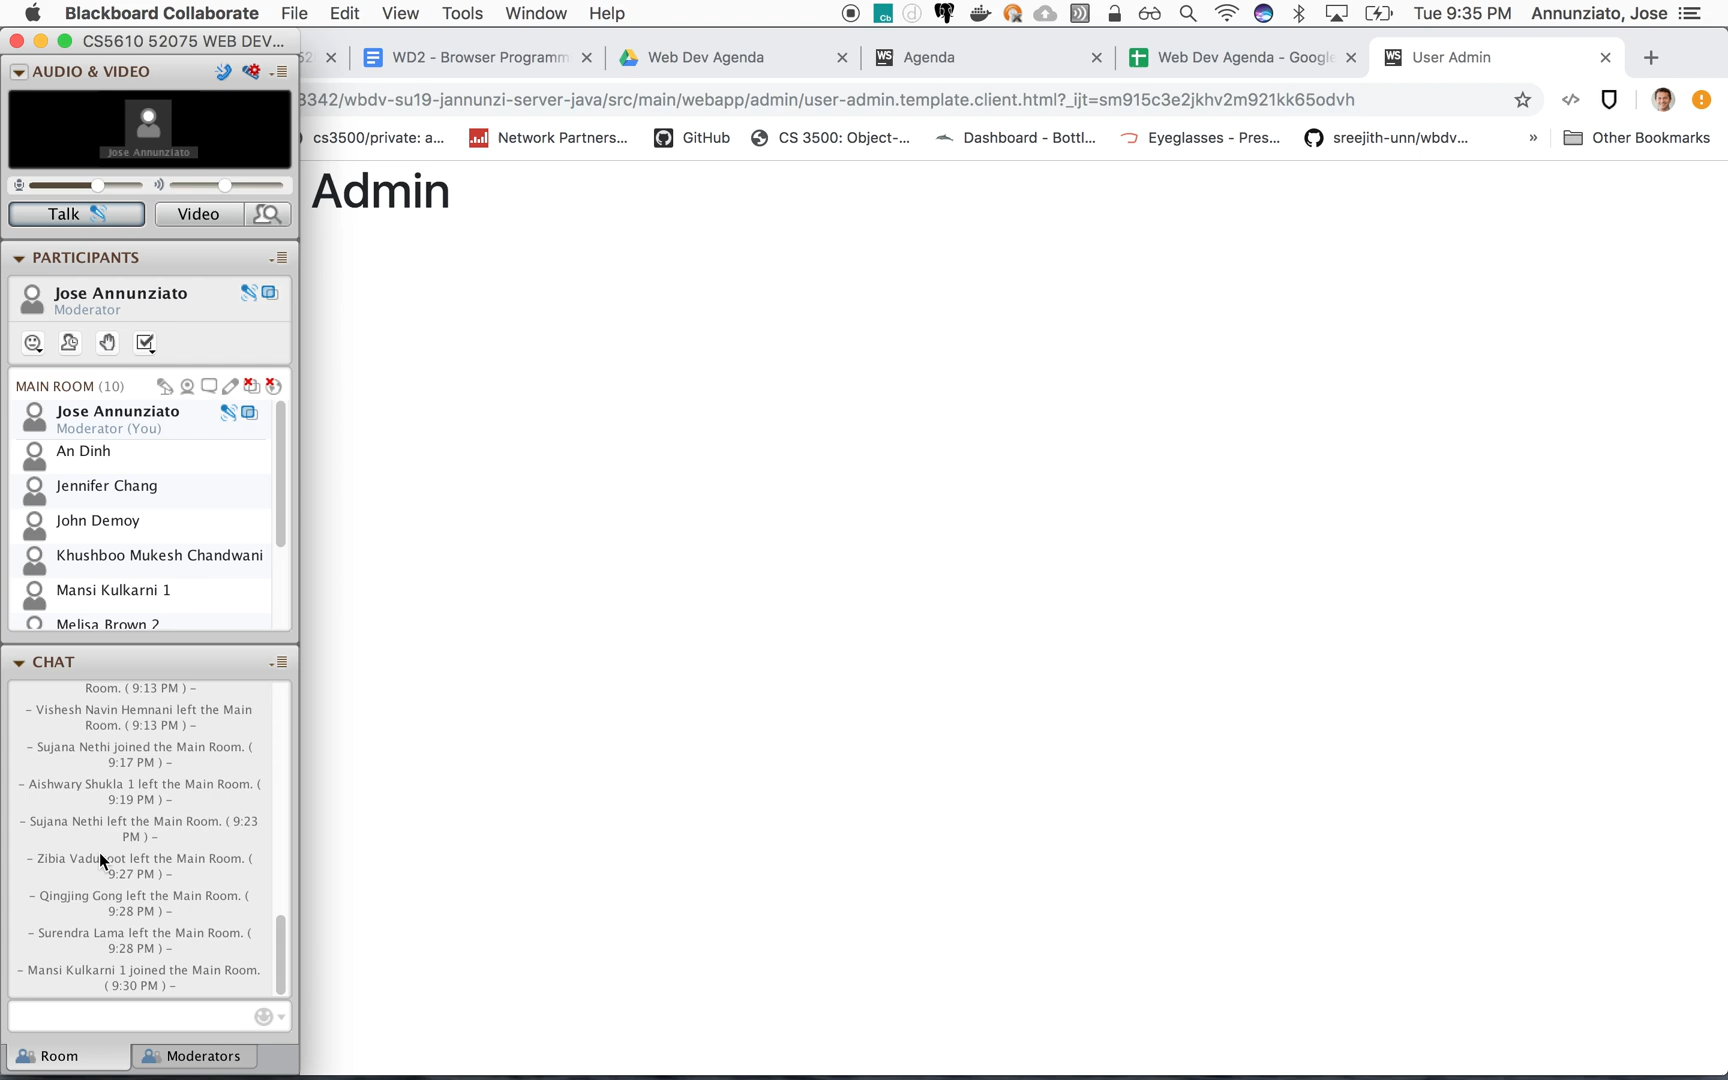 Blackboard Collaborate File Edit View Tools Window Help Cb Tue 9:35 PM Annunziato, Jose
CS5610 52075 WEB DEV... WD2 - Browser Programm Web Dev Agenda WS Agenda Web Dev Agenda - Google WS User Admin
AUDIO & VIDEO
8342/wbdv-su19-jannunzi-server-java/src/main/webapp/admin/user-admin.template.client.html?_ijt=sm915c3e2jkhv2m921kk65odvh
cs3500/private: a... Network Partners... GitHub CS 3500: Object-... Dashboard - Bottl... Eyeglasses - Pres... sreejith-unn/wbdv... » Other Bookmarks
Jose Annunziato
Talk Video
Admin
PARTICIPANTS
Jose Annunziato
Moderator
MAIN ROOM (10)
Jose Annunziato
Moderator (You)
An Dinh
Jennifer Chang
John Demoy
Khushboo Mukesh Chandwani
Mansi Kulkarni 1
Melisa Brown 2
CHAT
Room. ( 9:13 PM ) –
– Vishesh Navin Hemnani left the Main
Room. ( 9:13 PM ) –
– Sujana Nethi joined the Main Room. (
9:17 PM ) –
– Aishwary Shukla 1 left the Main Room. (
9:19 PM ) –
– Sujana Nethi left the Main Room. ( 9:23
PM ) –
– Zibia left the Main Room. (
9:27 PM ) –
– Qingjing Gong left the Main Room. (
9:28 PM ) –
– Surendra Lama left the Main Room. (
9:28 PM ) –
– Mansi Kulkarni 1 joined the Main Room.
( 9:30 PM ) –
Room Moderators